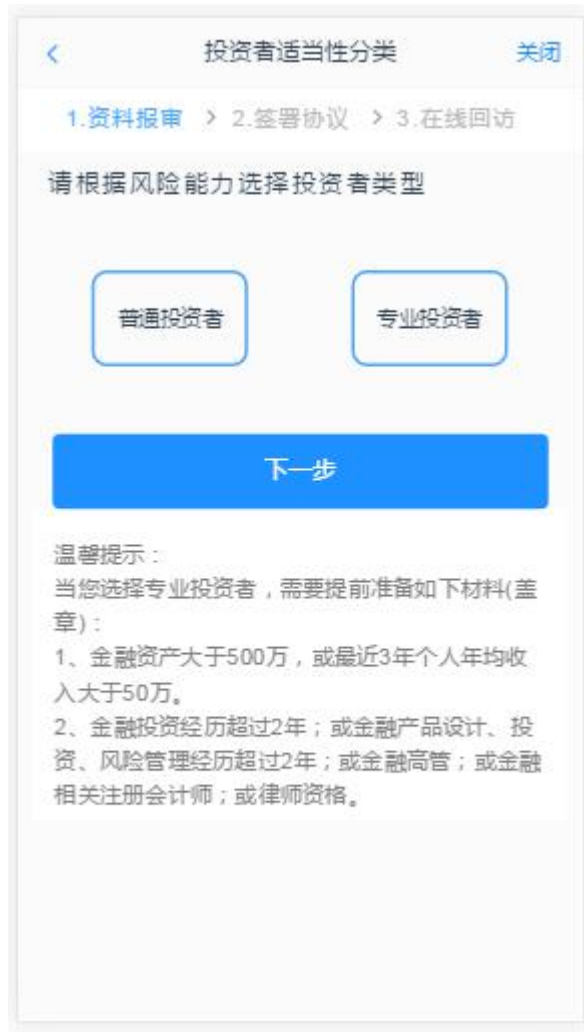 投资者适当性分类 关闭
1.资料报审 > 2.签署协议 > 3.在线回访
请根据风险能力选择投资者类型
普通投资者 专业投资者
下一步
温馨提示：
当您选择专业投资者，需要提前准备如下材料(盖
章)：
1、金融资产大于500万，或最近3年个人年均收
入大于50万。
2、金融投资经历超过2年；或金融产品设计、投
资、风险管理经历超过2年；或金融高管；或金融
相关注册会计师；或律师资格。